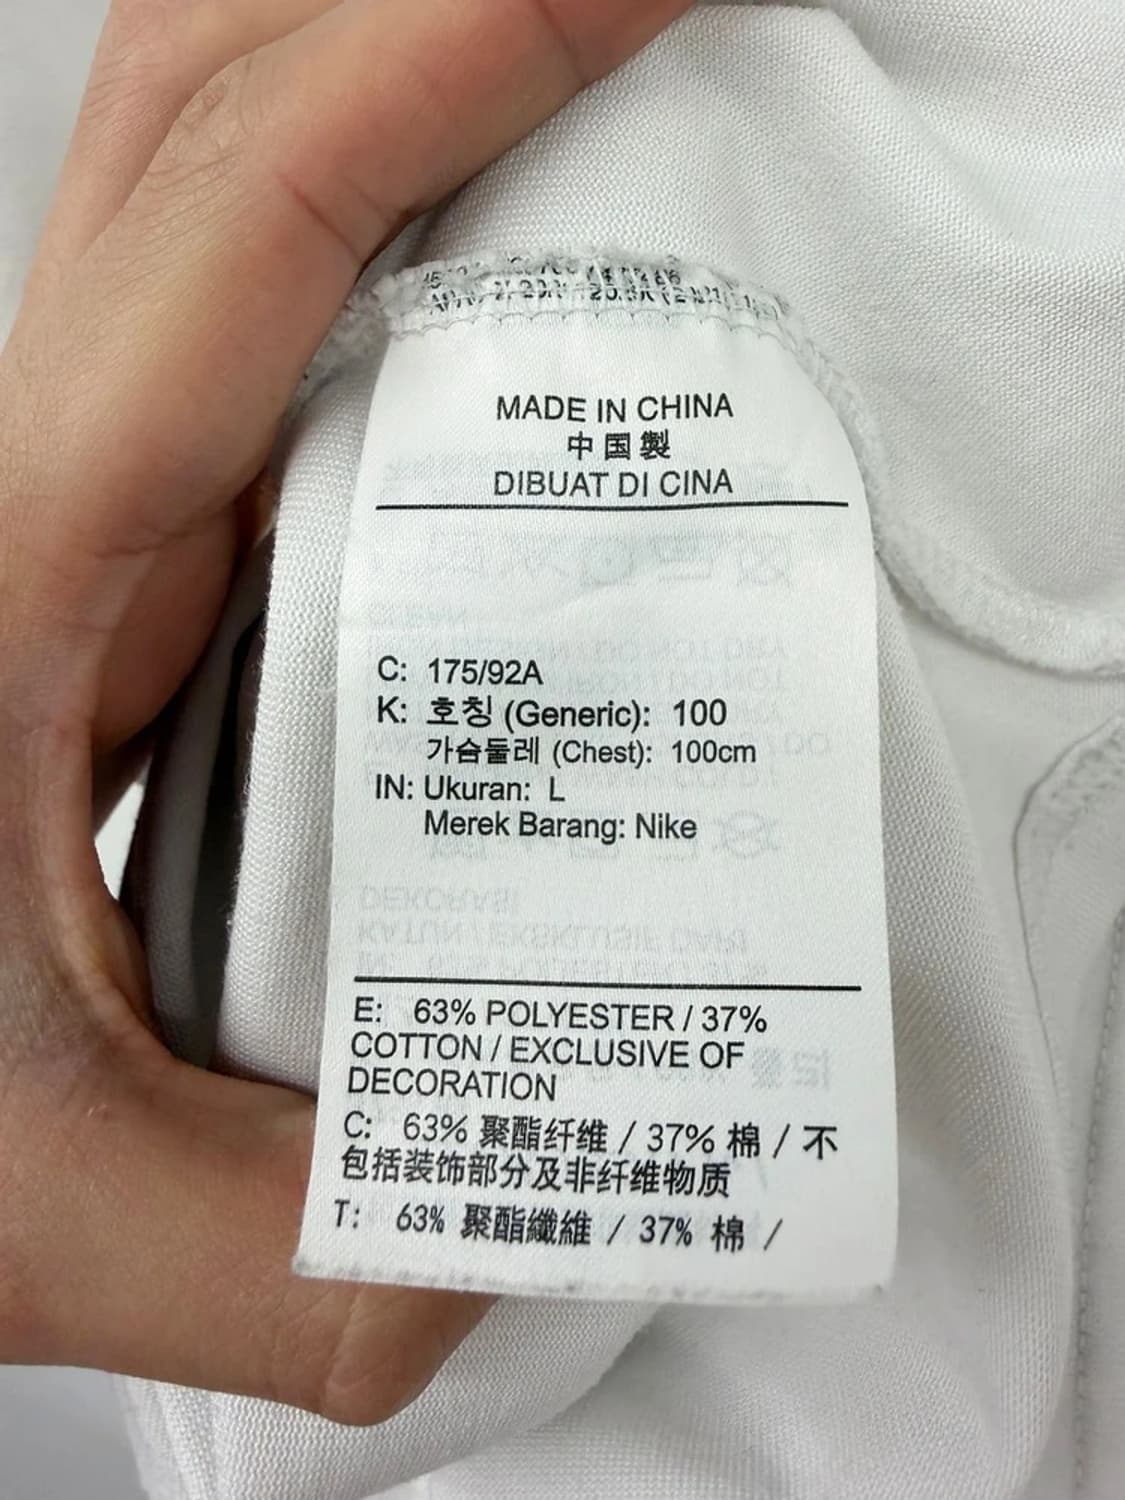 MADE IN CHINA
中国製
DIBUAT DI CINA
C: 175/92A
K: 호칭 (Generic): 100
가슴둘레 (Chest): 100cm
IN: Ukuran: L
Merek Barang: Nike
E: 63% POLYESTER / 37%
COTTON / EXCLUSIVE OF
DECORATION
C: 63% 聚酯纤维 / 37% 棉 / 不
包括装饰部分及非纤维物质
T: 63% 聚酯纖維 / 37% 棉 /